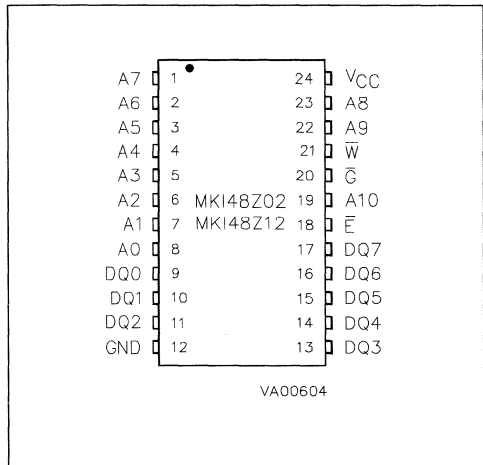 A7 1 24 VCC
A6 2 23 A8
A5 3 22 A9
A4 4 21 W̅
A3 5 20 G̅
A2 6 MKI48Z02 19 A10
A1 7 MKI48Z12 18 E̅
A0 8 17 DQ7
DQ0 9 16 DQ6
DQ1 10 15 DQ5
DQ2 11 14 DQ4
GND 12 13 DQ3
VA00604